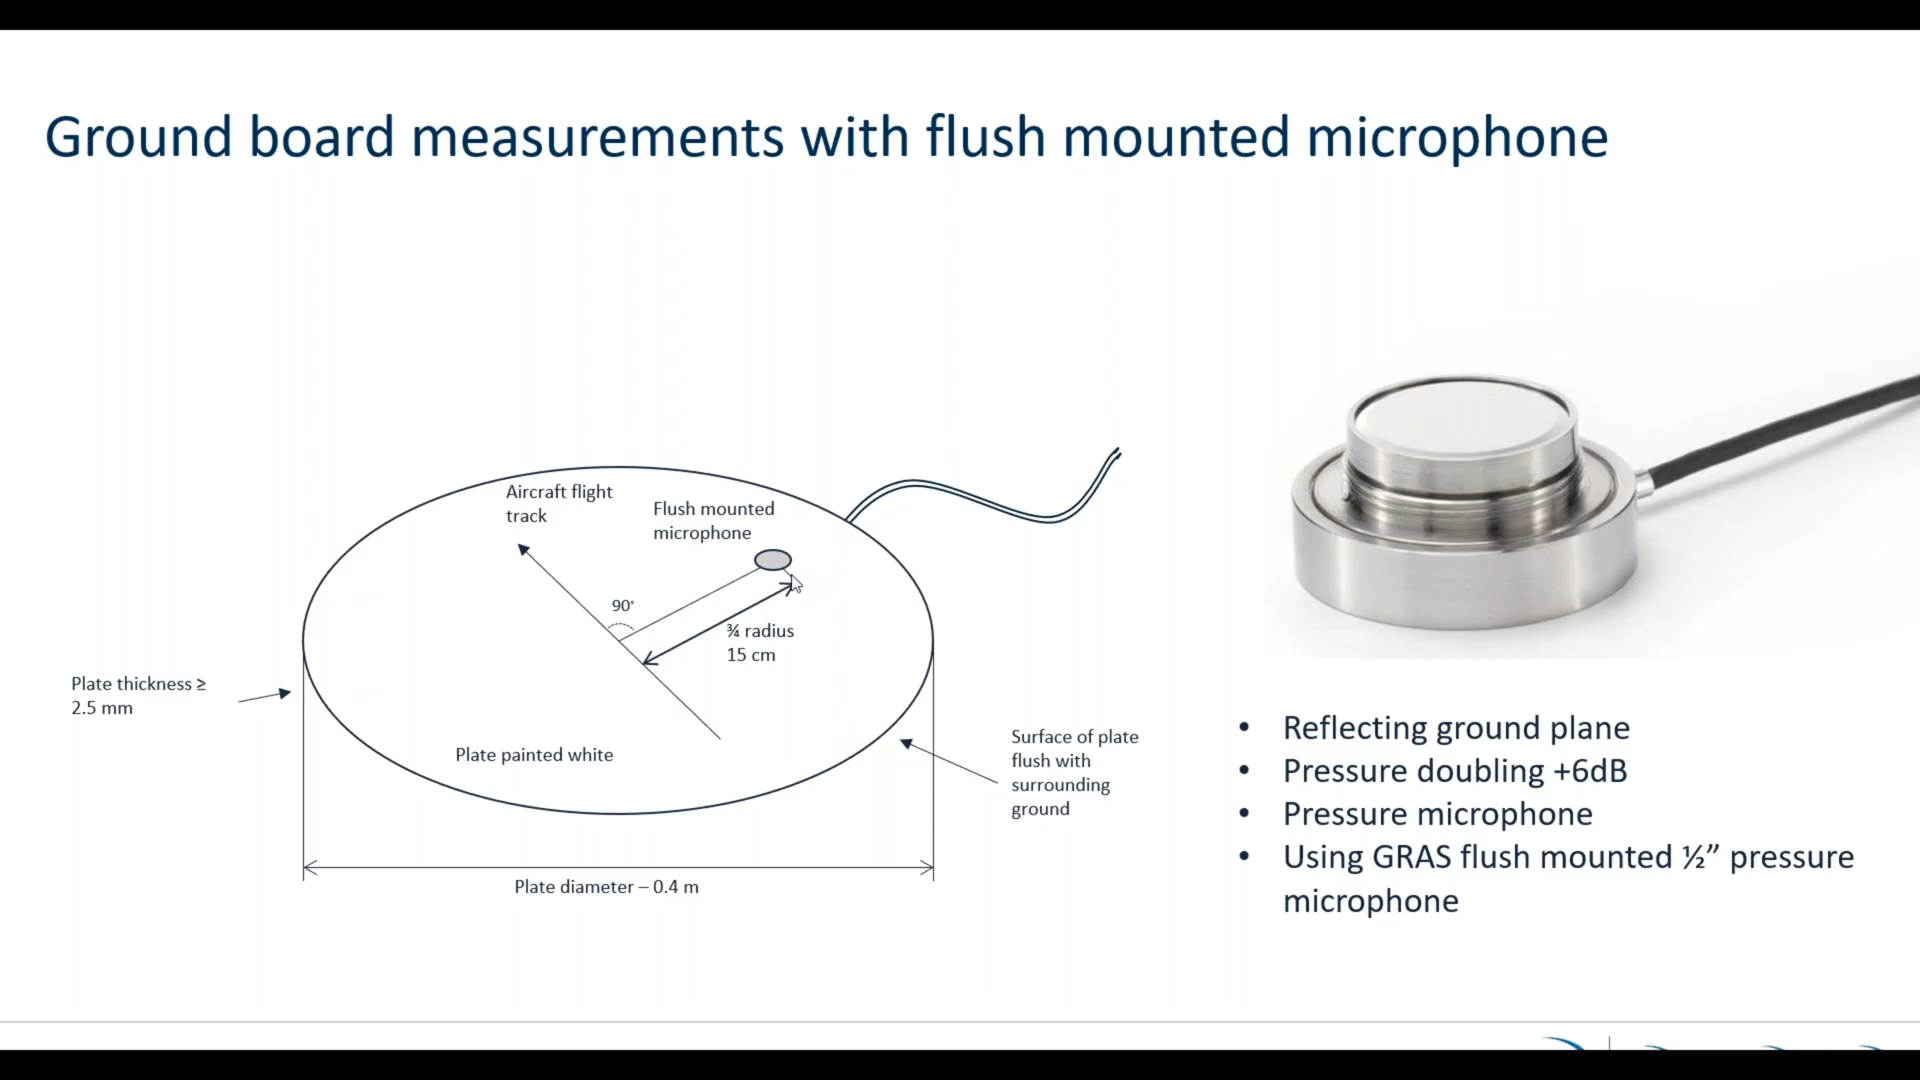 Ground board measurements with flush mounted microphone
Aircraft flight
track
Flush mounted
microphone
90°
¾ radius
15 cm
Plate thickness ≥
2.5 mm
Plate painted white
Surface of plate
flush with
surrounding
ground
Plate diameter – 0.4 m
• Reflecting ground plane
• Pressure doubling +6dB
• Pressure microphone
• Using GRAS flush mounted ½” pressure
microphone